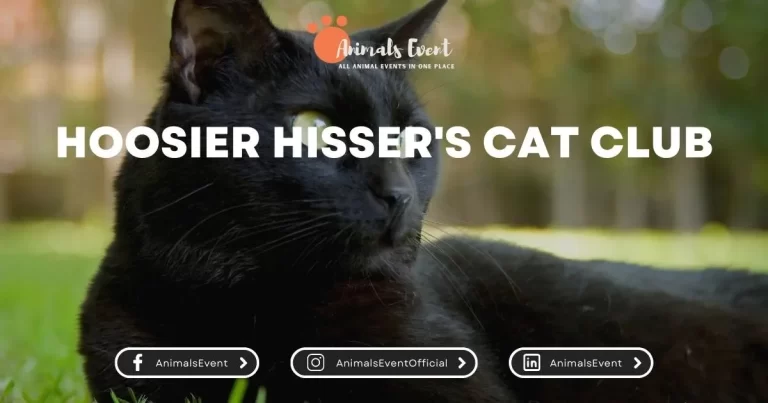 Animals Event
ALL ANIMAL EVENTS IN ONE PLACE
HOOSIER HISSER'S CAT CLUB
AnimalsEvent
AnimalsEventOfficial
AnimalsEvent